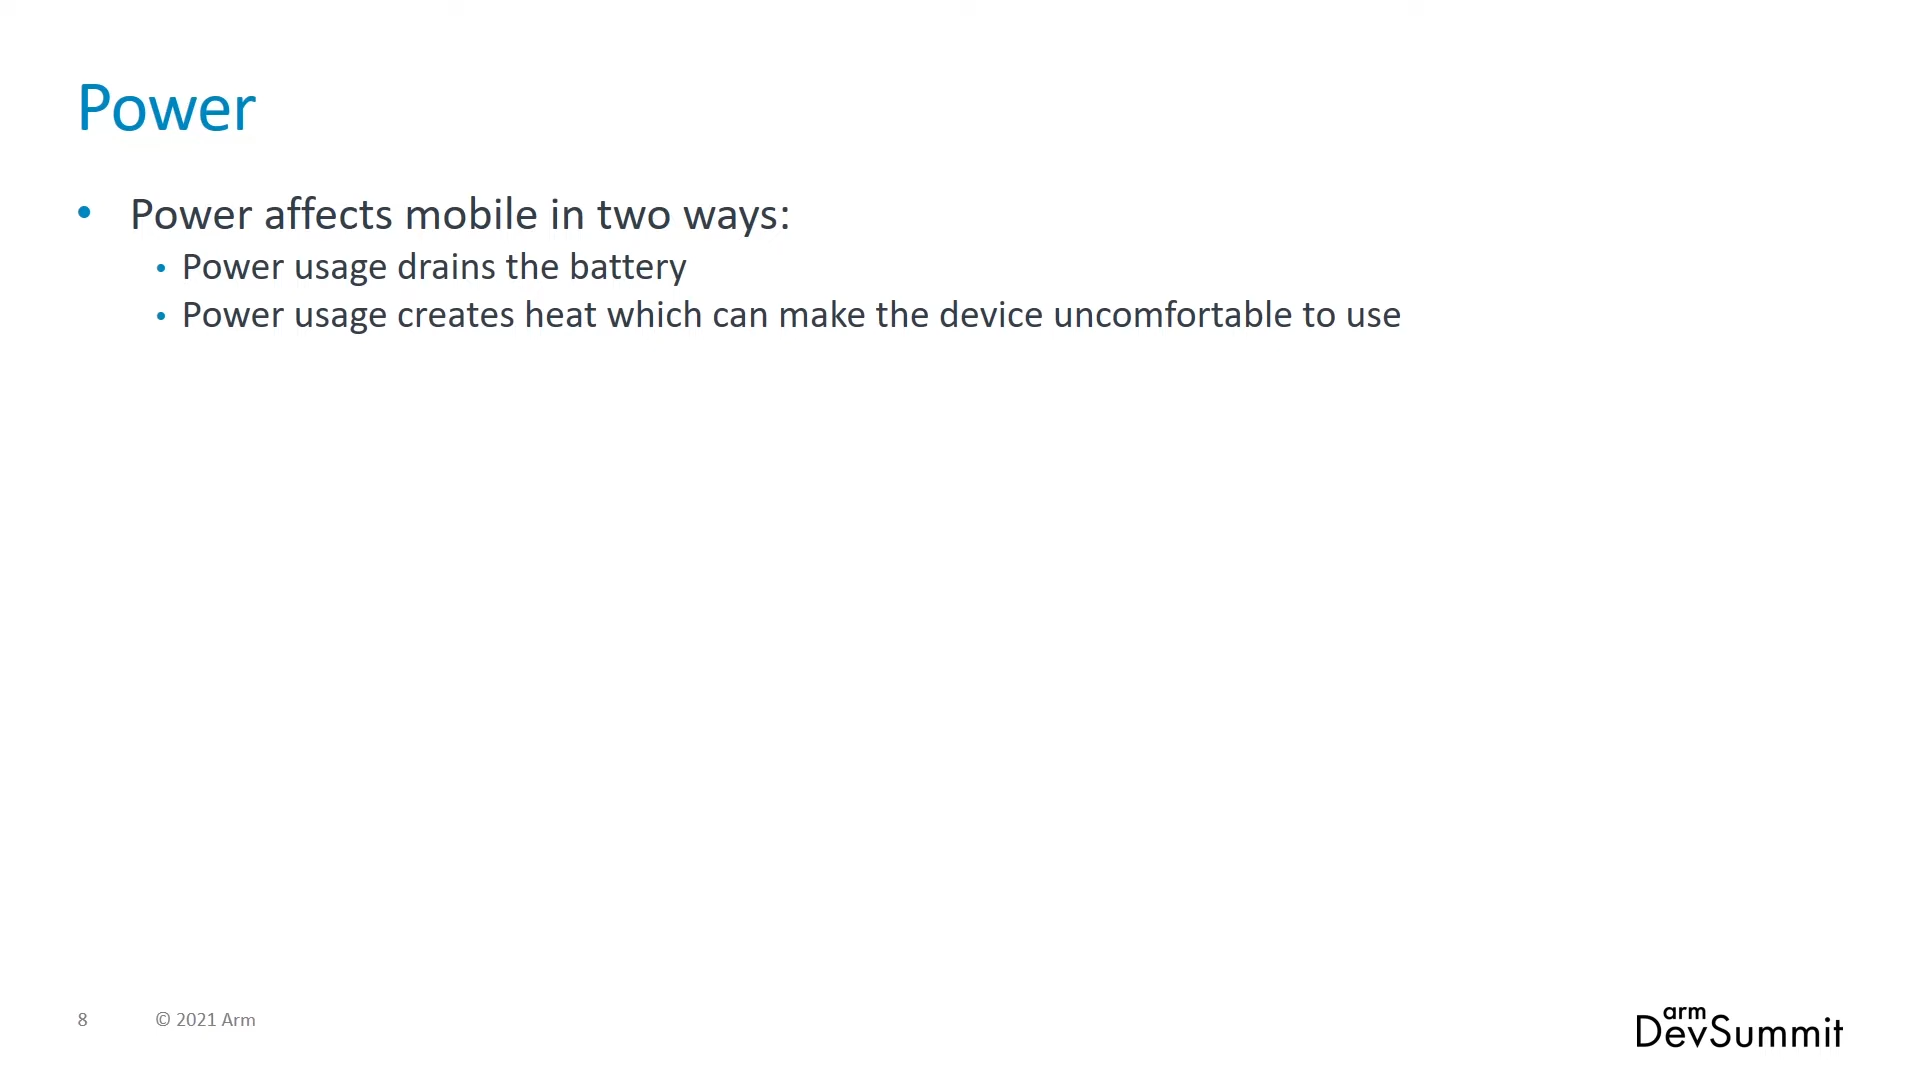 Power
• Power affects mobile in two ways:
• Power usage drains the battery
• Power usage creates heat which can make the device uncomfortable to use
8 © 2021 Arm
arm
DevSummit